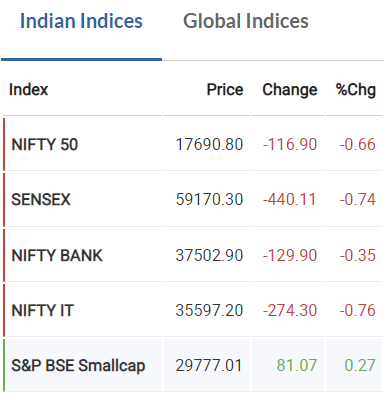 Indian Indices Global Indices
Index Price Change %Chg
NIFTY 50 17690.80 -116.90 -0.66
SENSEX 59170.30 -440.11 -0.74
NIFTY BANK 37502.90 -129.90 -0.35
NIFTY IT 35597.20 -274.30 -0.76
S&P BSE Smallcap 29777.01 81.07 0.27